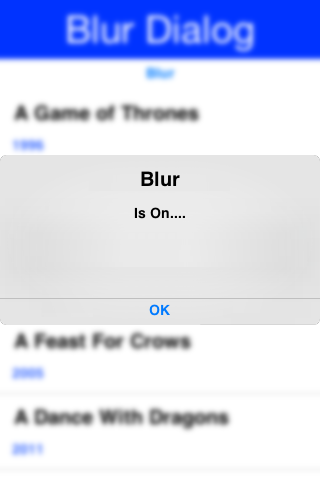 Blur Dialog
Blur
A Game of Thrones
1996
Blur
Is On....
OK
A Feast For Crows
2005
A Dance With Dragons
2011